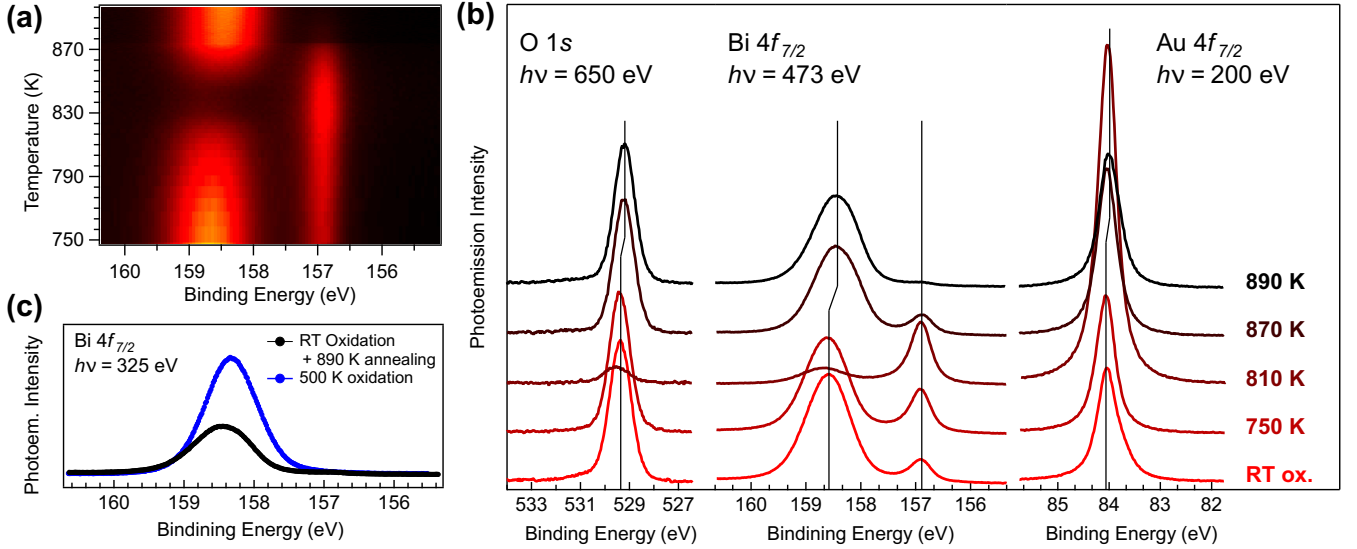 (a)
870
830
790
750
Temperature (K)
160 159 158 157 156
Binding Energy (eV)
(b)
O 1s
hν = 650 eV
Bi 4f7/2
hν = 473 eV
Au 4f7/2
hν = 200 eV
Photoemission Intensity
890 K
870 K
810 K
750 K
RT ox.
533 531 529 527
160 159 158 157 156
85 84 83 82
Binding Energy (eV)
Binding Energy (eV)
Binding Energy (eV)
(c)
Bi 4f7/2
hν = 325 eV
RT Oxidation
+ 890 K annealing
500 K oxidation
Photoem. Intensity
160 159 158 157 156
Bindining Energy (eV)